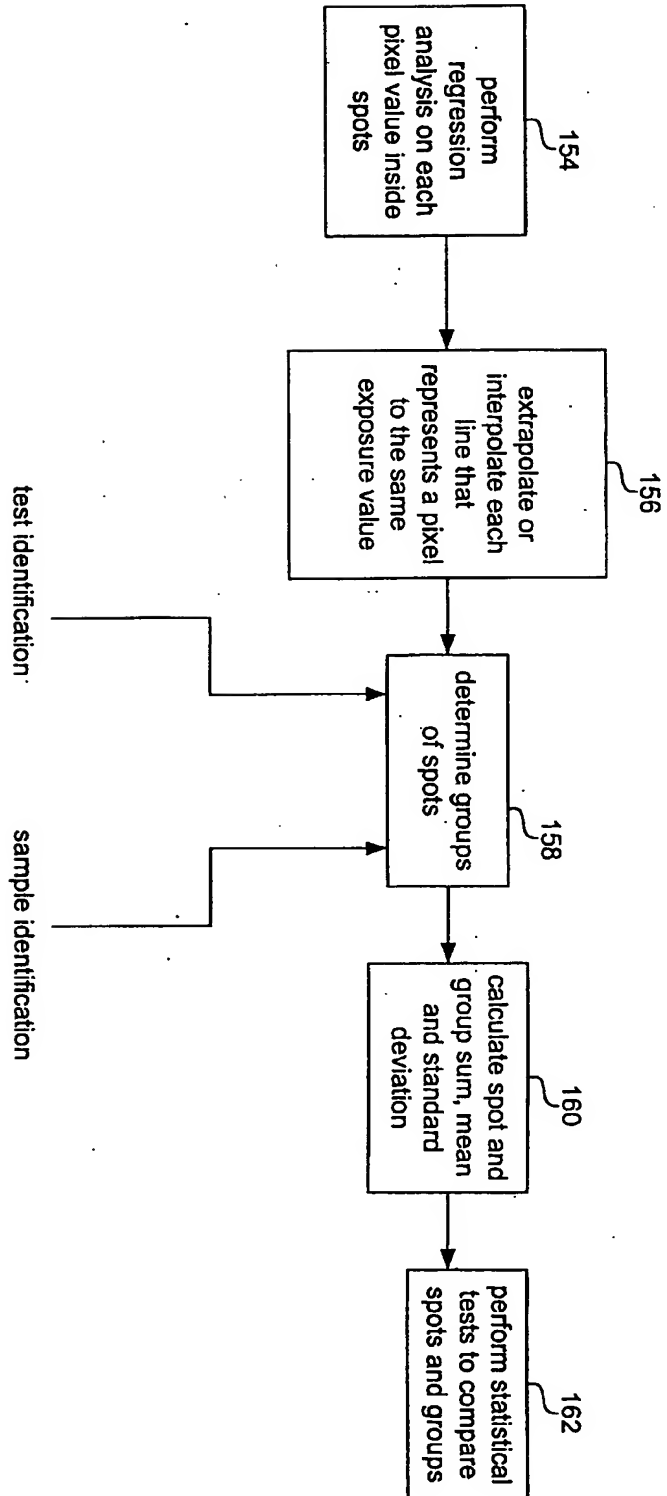 154
perform
regression
analysis on each
pixel value inside
spots
156
extrapolate or
interpolate each
line that
represents a pixel
to the same
exposure value
158
determine groups
of spots
test identification
sample identification
160
calculate spot and
group sum, mean
and standard
deviation
162
perform statistical
tests to compare
spots and groups